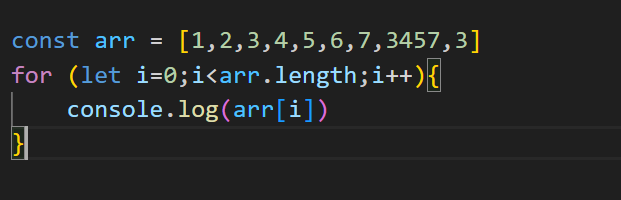 const arr = [1,2,3,4,5,6,7,3457,3]
for (let i=0;i<arr.length;i++){
    console.log(arr[i])
}